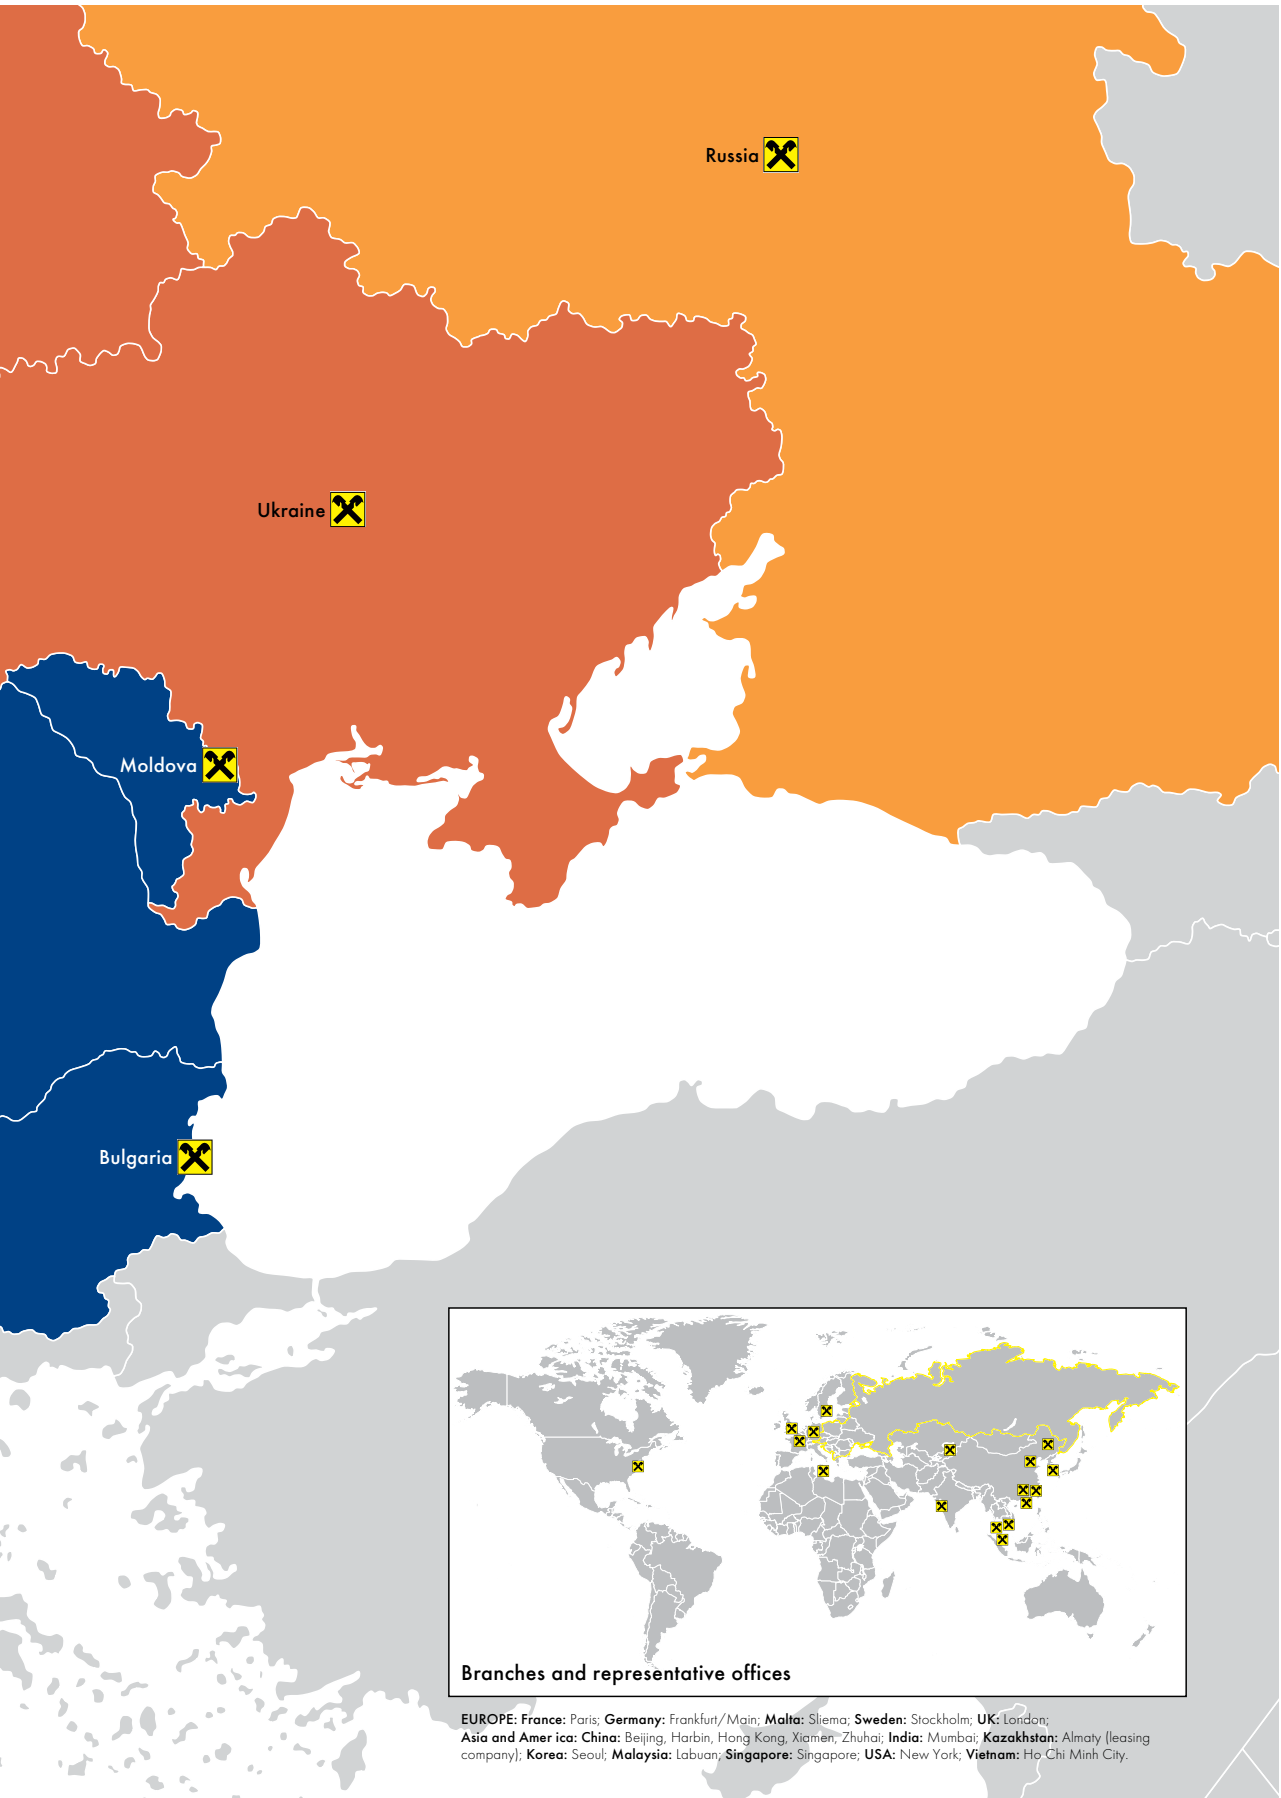 Russia
Ukraine
Moldova
Bulgaria
Branches and representative offices
EUROPE: France: Paris; Germany: Frankfurt/Main; Malta: Sliema; Sweden: Stockholm; UK: London;
Asia and Amer ica: China: Beijing, Harbin, Hong Kong, Xiamen, Zhuhai; India: Mumbai; Kazakhstan: Almaty (leasing
company); Korea: Seoul; Malaysia: Labuan; Singapore: Singapore; USA: New York; Vietnam: Ho Chi Minh City.